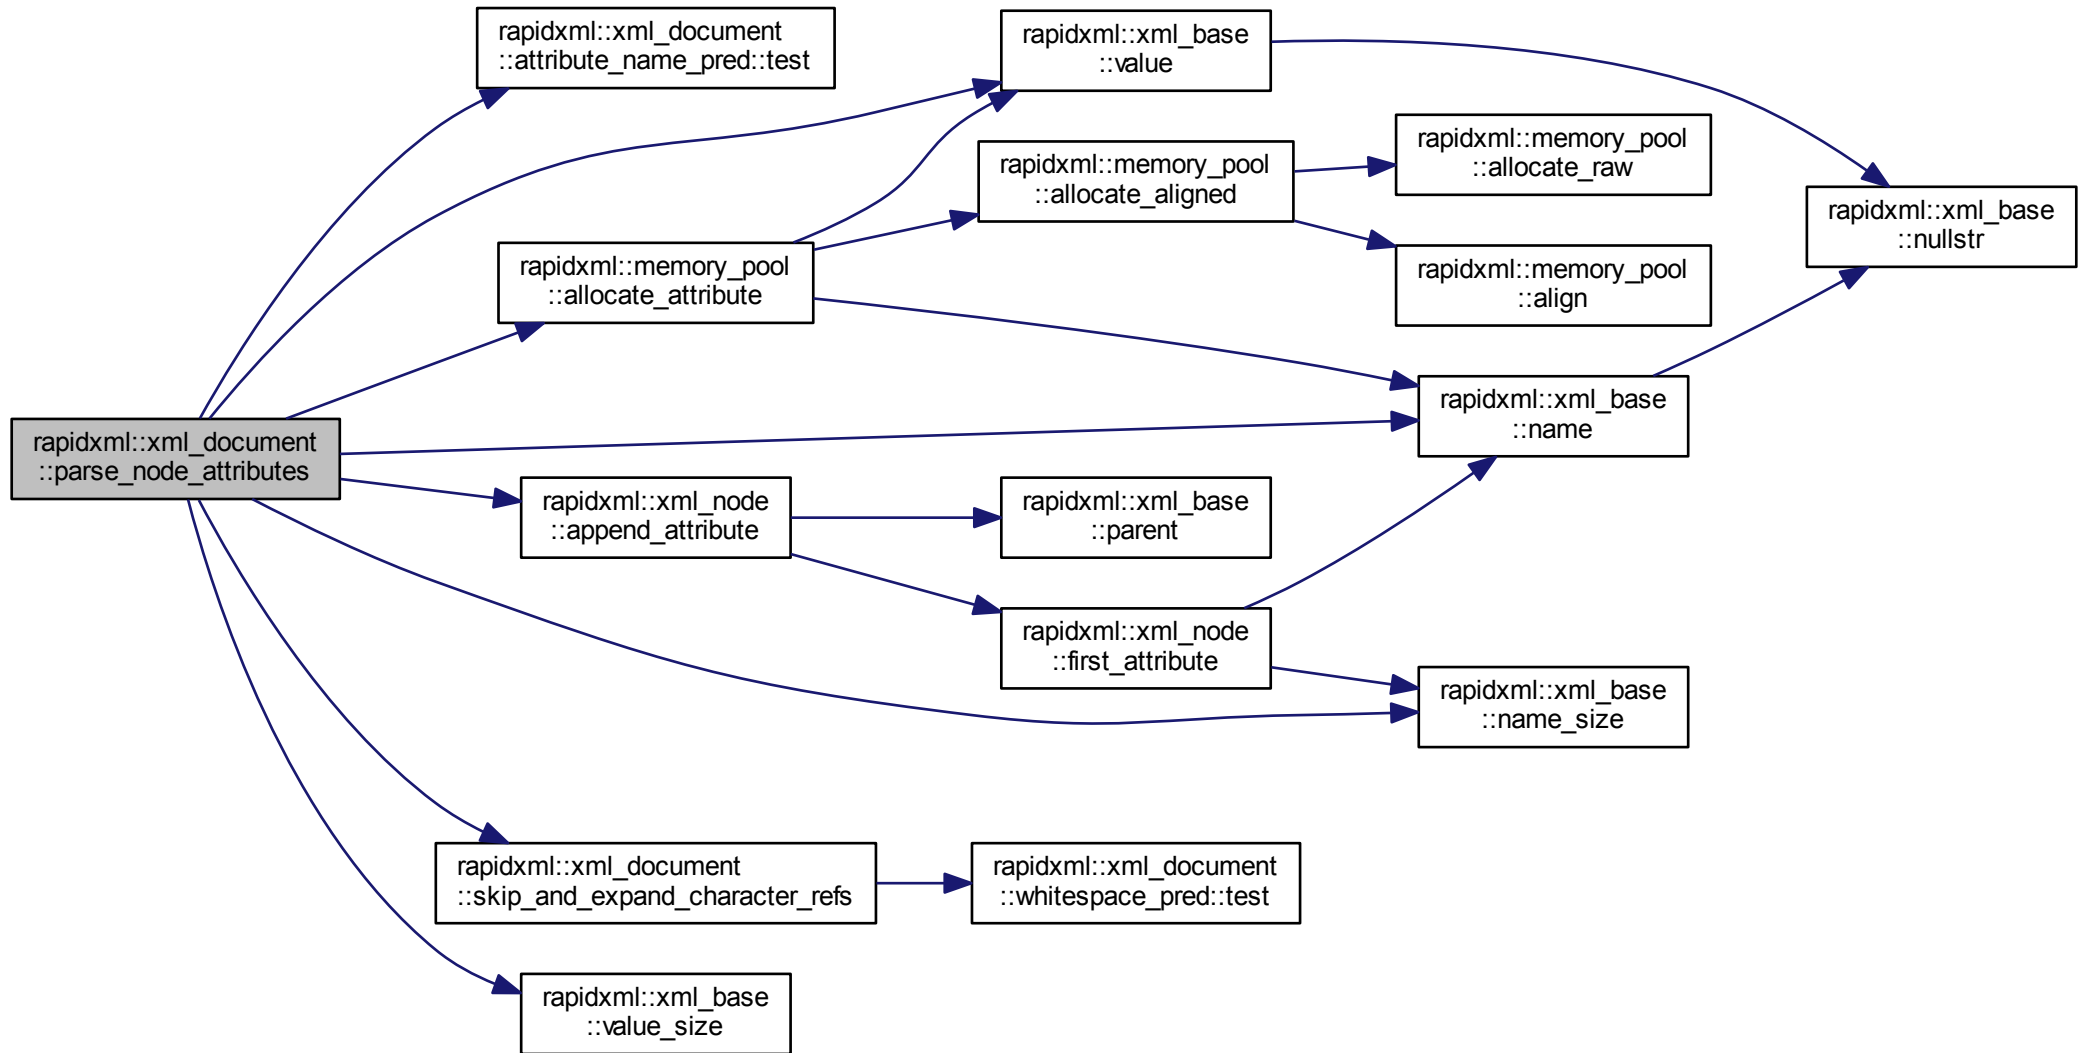 rapidxml::xml_document
::attribute_name_pred::test
rapidxml::xml_base
::value
rapidxml::memory_pool
::allocate_raw
rapidxml::memory_pool
::allocate_aligned
rapidxml::xml_base
::nullstr
rapidxml::memory_pool
::allocate_attribute
rapidxml::memory_pool
::align
rapidxml::xml_base
::name
rapidxml::xml_document
::parse_node_attributes
rapidxml::xml_node
::append_attribute
rapidxml::xml_base
::parent
rapidxml::xml_node
::first_attribute
rapidxml::xml_base
::name_size
rapidxml::xml_document
::skip_and_expand_character_refs
rapidxml::xml_document
::whitespace_pred::test
rapidxml::xml_base
::value_size